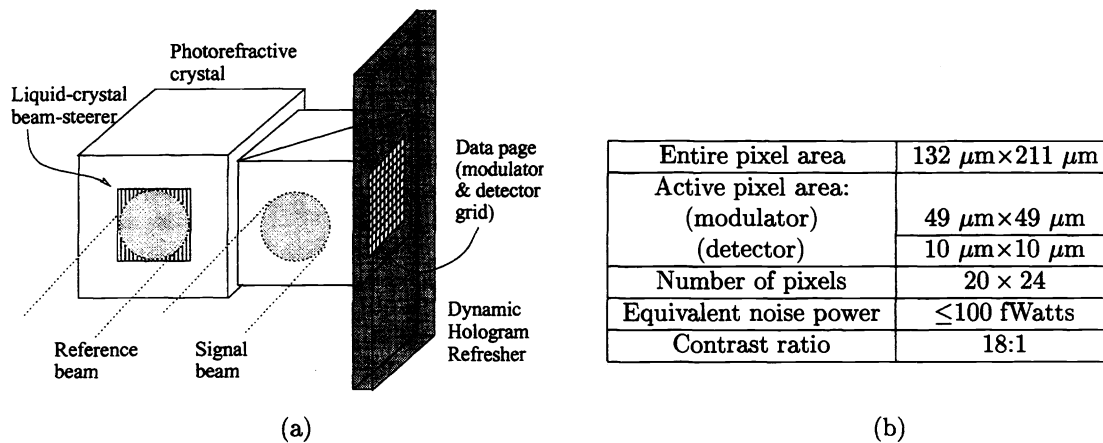 Photorefractive
crystal
Liquid-crystal
beam-steerer
Data page
(modulator
& detector
grid)
Dynamic
Hologram
Refresher
Reference
beam
Signal
beam
(a)
Entire pixel area 132 μm×211 μm
Active pixel area:
(modulator) 49 μm×49 μm
(detector) 10 μm×10 μm
Number of pixels 20 × 24
Equivalent noise power ≤100 fWatts
Contrast ratio 18:1
(b)